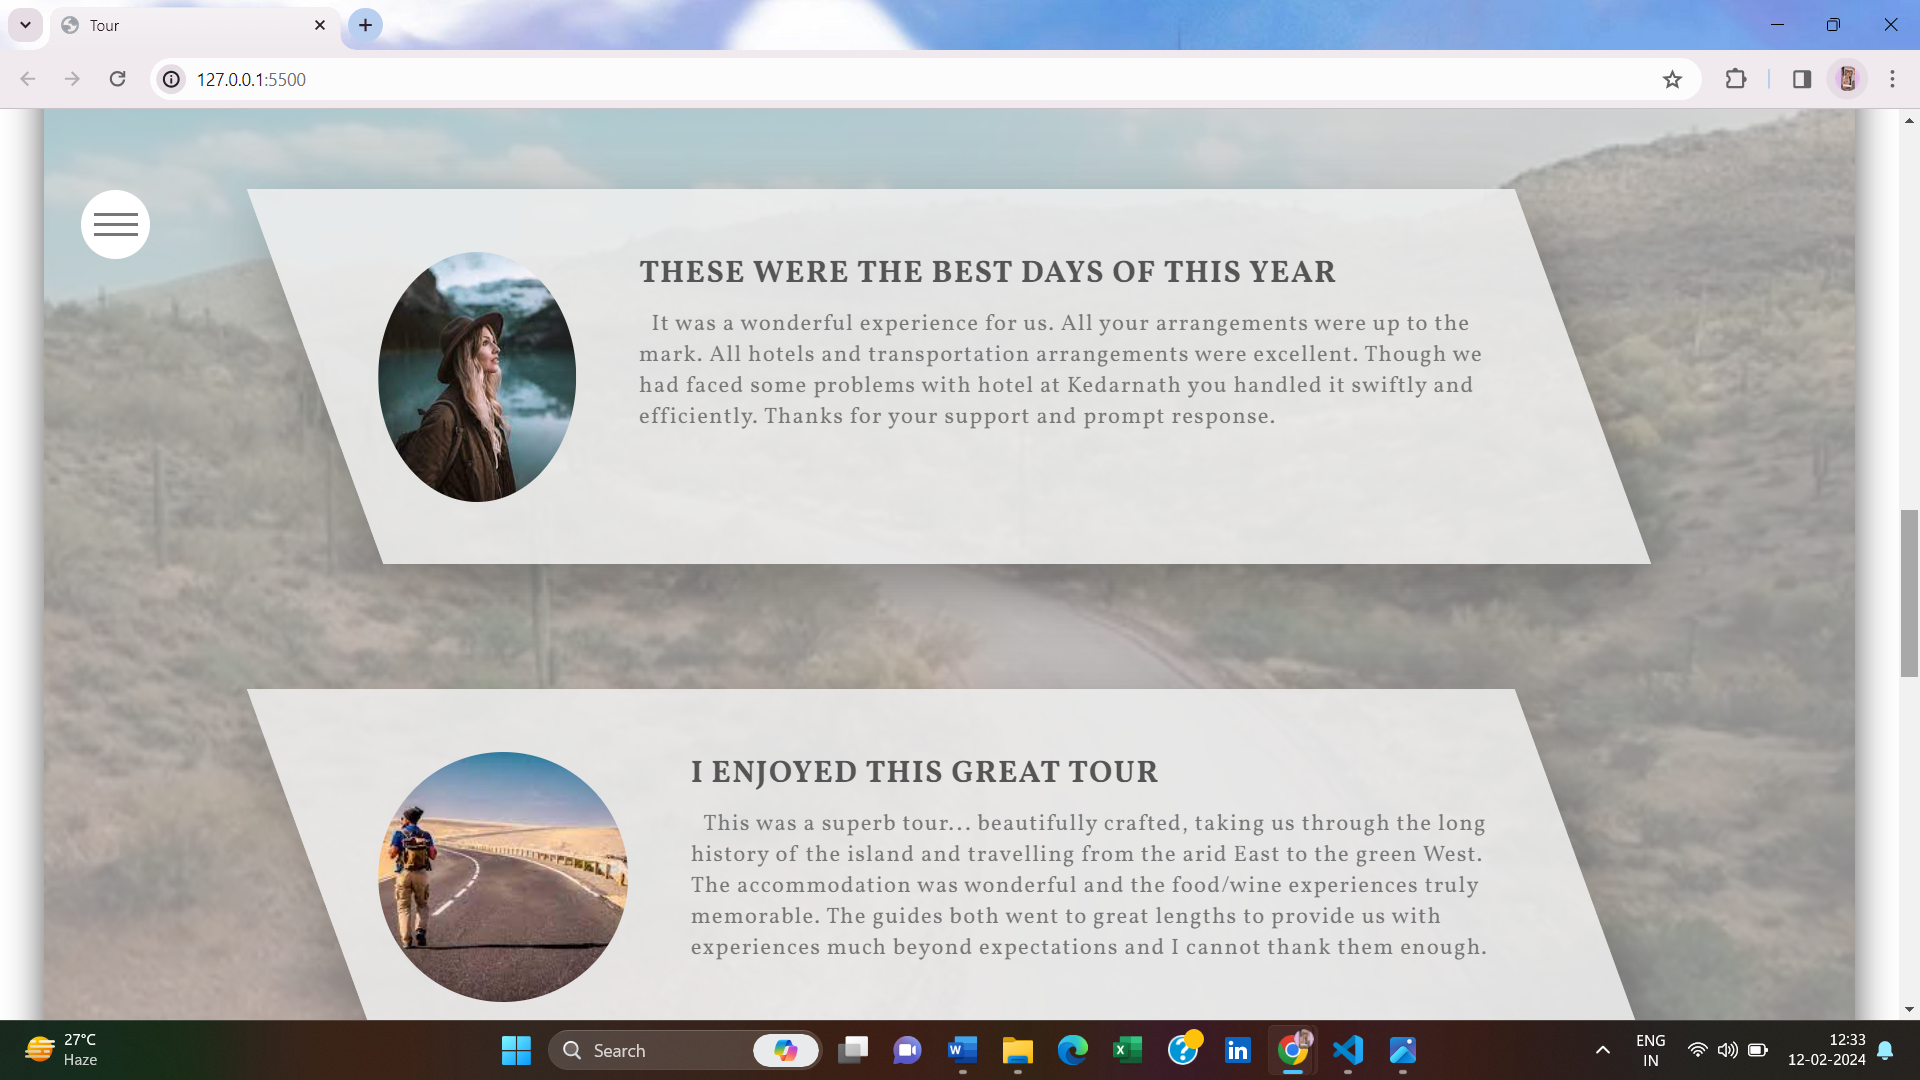 Tour
127.0.0.1:5500
THESE WERE THE BEST DAYS OF THIS YEAR
It was a wonderful experience for us. All your arrangements were up to the
mark. All hotels and transportation arrangements were excellent. Though we
had faced some problems with hotel at Kedarnath you handled it swiftly and
efficiently. Thanks for your support and prompt response.
I ENJOYED THIS GREAT TOUR
This was a superb tour... beautifully crafted, taking us through the long
history of the island and travelling from the arid East to the green West.
The accommodation was wonderful and the food/wine experiences truly
memorable. The guides both went to great lengths to provide us with
experiences much beyond expectations and I cannot thank them enough.
27°C
Haze
Search
ENG
IN
12:33
12-02-2024